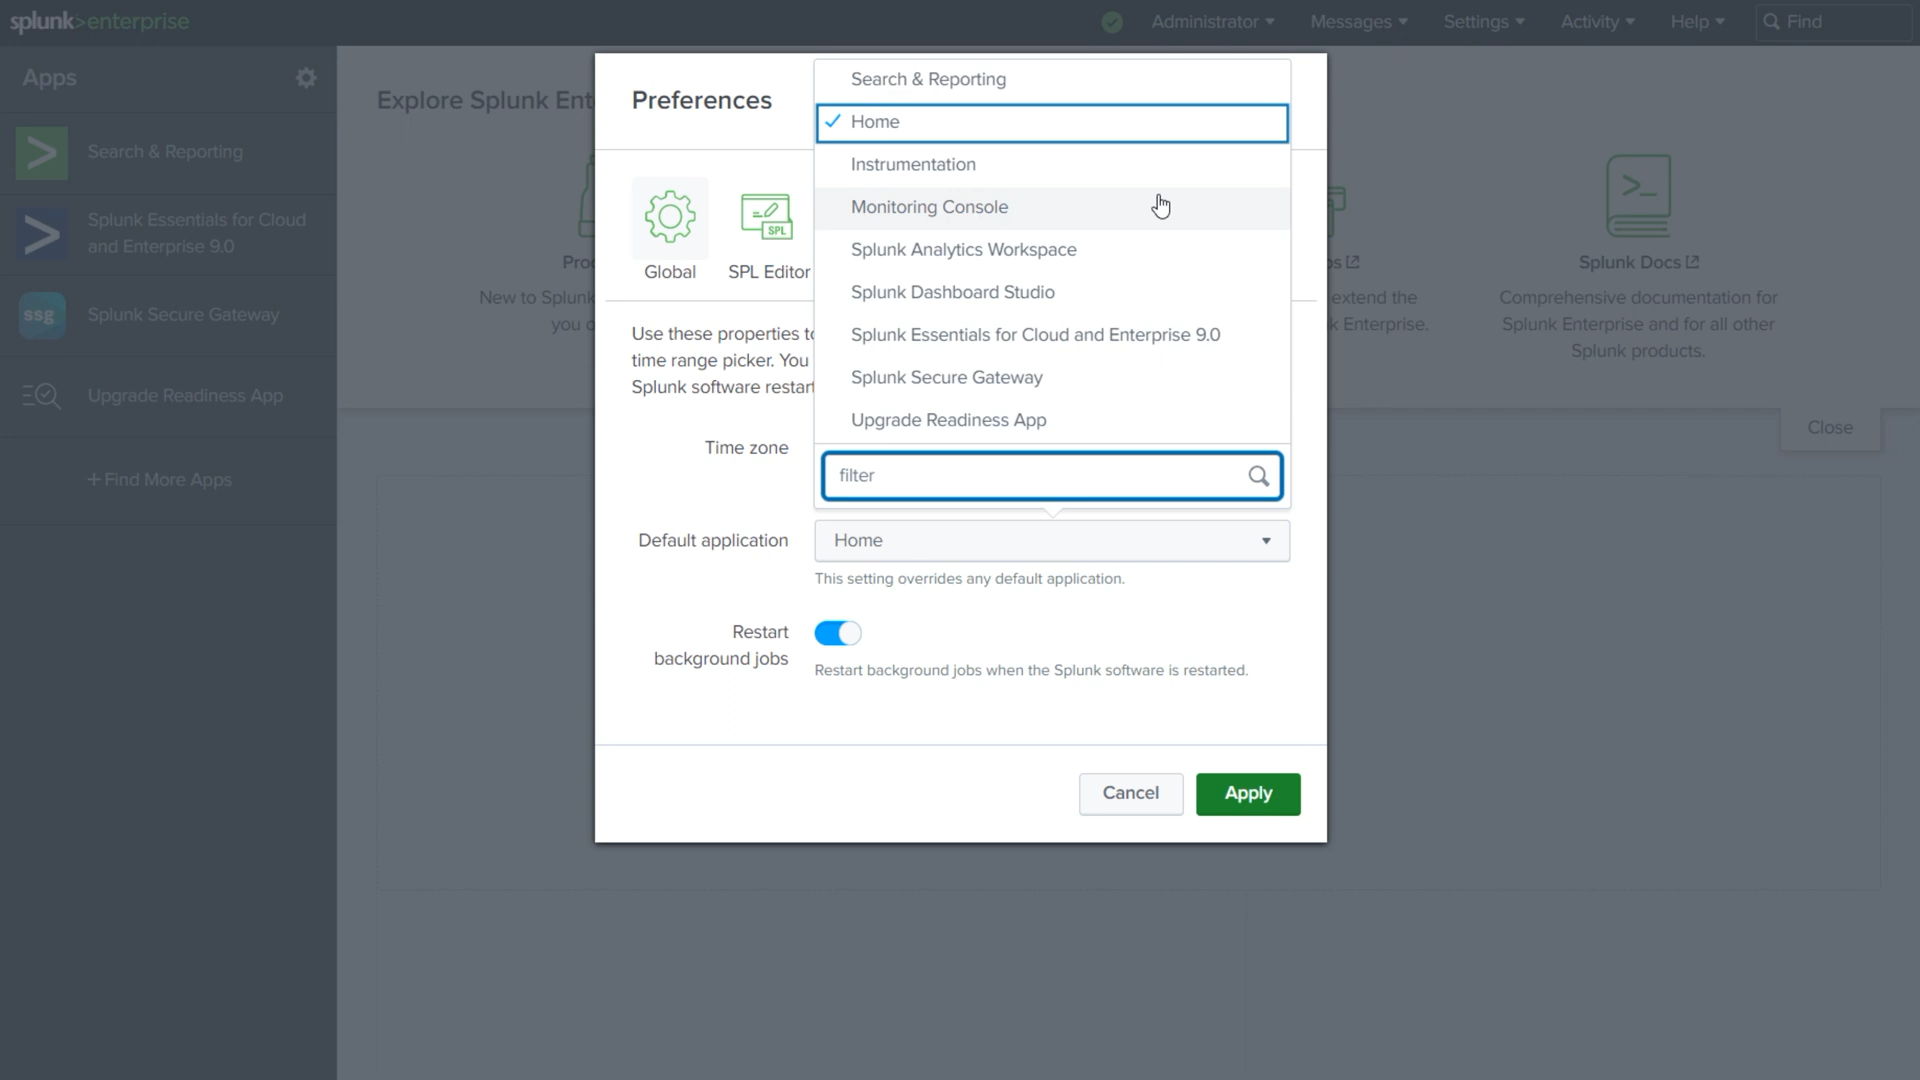 splunk>enterprise
Administrator
Messages
Settings
Activity
Help
Find
Apps
Search & Reporting
Splunk Essentials for Cloud
and Enterprise 9.0
ssg
Splunk Secure Gateway
Upgrade Readiness App
+ Find More Apps
Explore Splunk Ent
Preferences
Search & Reporting
Home
Instrumentation
Monitoring Console
Splunk Analytics Workspace
Splunk Dashboard Studio
Splunk Essentials for Cloud and Enterprise 9.0
Splunk Secure Gateway
Upgrade Readiness App
filter
Global
SPL
SPL Editor
Use these properties to
time range picker. You
Splunk software restart
Time zone
Default application
Home
This setting overrides any default application.
Restart
background jobs
Restart background jobs when the Splunk software is restarted.
Cancel
Apply
Pro
New to Splunk
you
extend the
k Enterprise.
Splunk Docs
Comprehensive documentation for
Splunk Enterprise and for all other
Splunk products.
Close